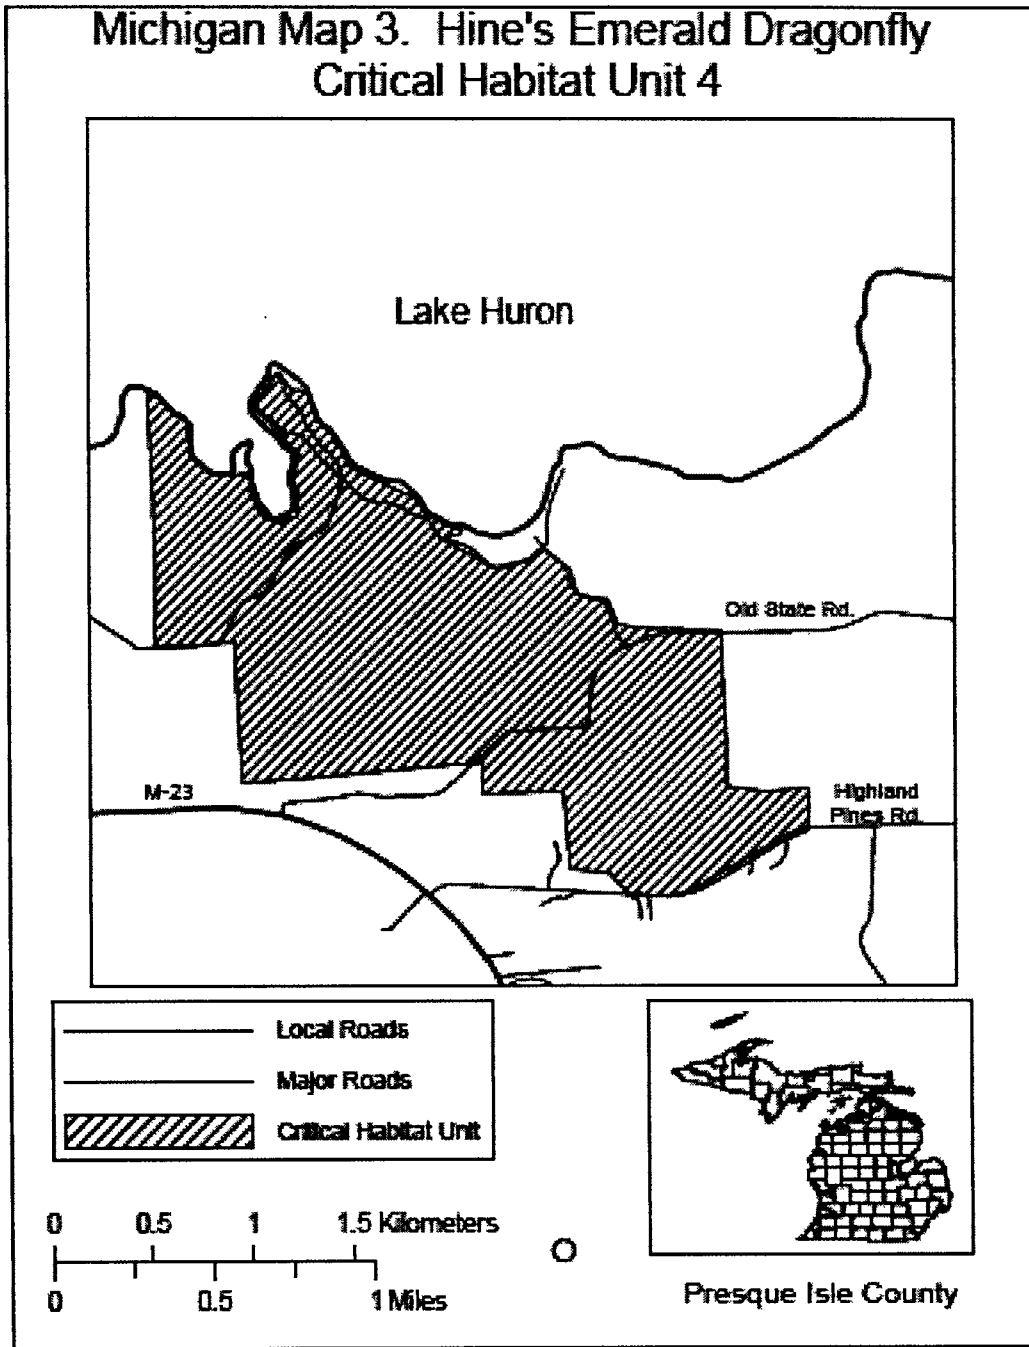 Michigan Map 3. Hine's Emerald Dragonfly
Critical Habitat Unit 4
Lake Huron
Old State Rd.
M-23
Highland
Pines Rd.
Local Roads
Major Roads
Critical Habitat Unit
0 0.5 1 1.5 Kilometers
0 0.5 1 Miles
Presque Isle County